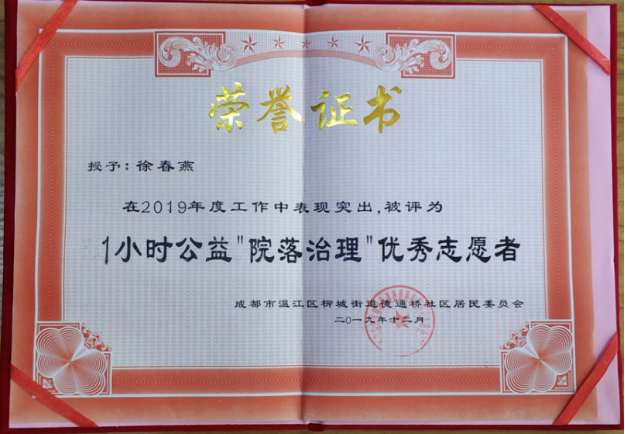 荣誉证书
授予：徐春燕
在2019年度工作中表现突出,被评为
1小时公益"院落治理"优秀志愿者
成都市温江区柳城街道德通桥社区居民委员会
二〇一九年十二月